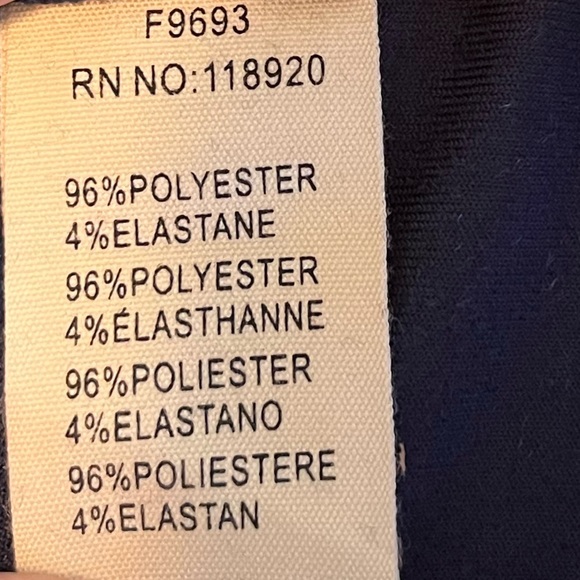 F9693
RN NO:118920
96%POLYESTER
4%ELASTANE
96%POLYESTER
4%ÉLASTHANNE
96%POLIESTER
4%ELASTANO
96%POLIESTERE
4%ELASTAN